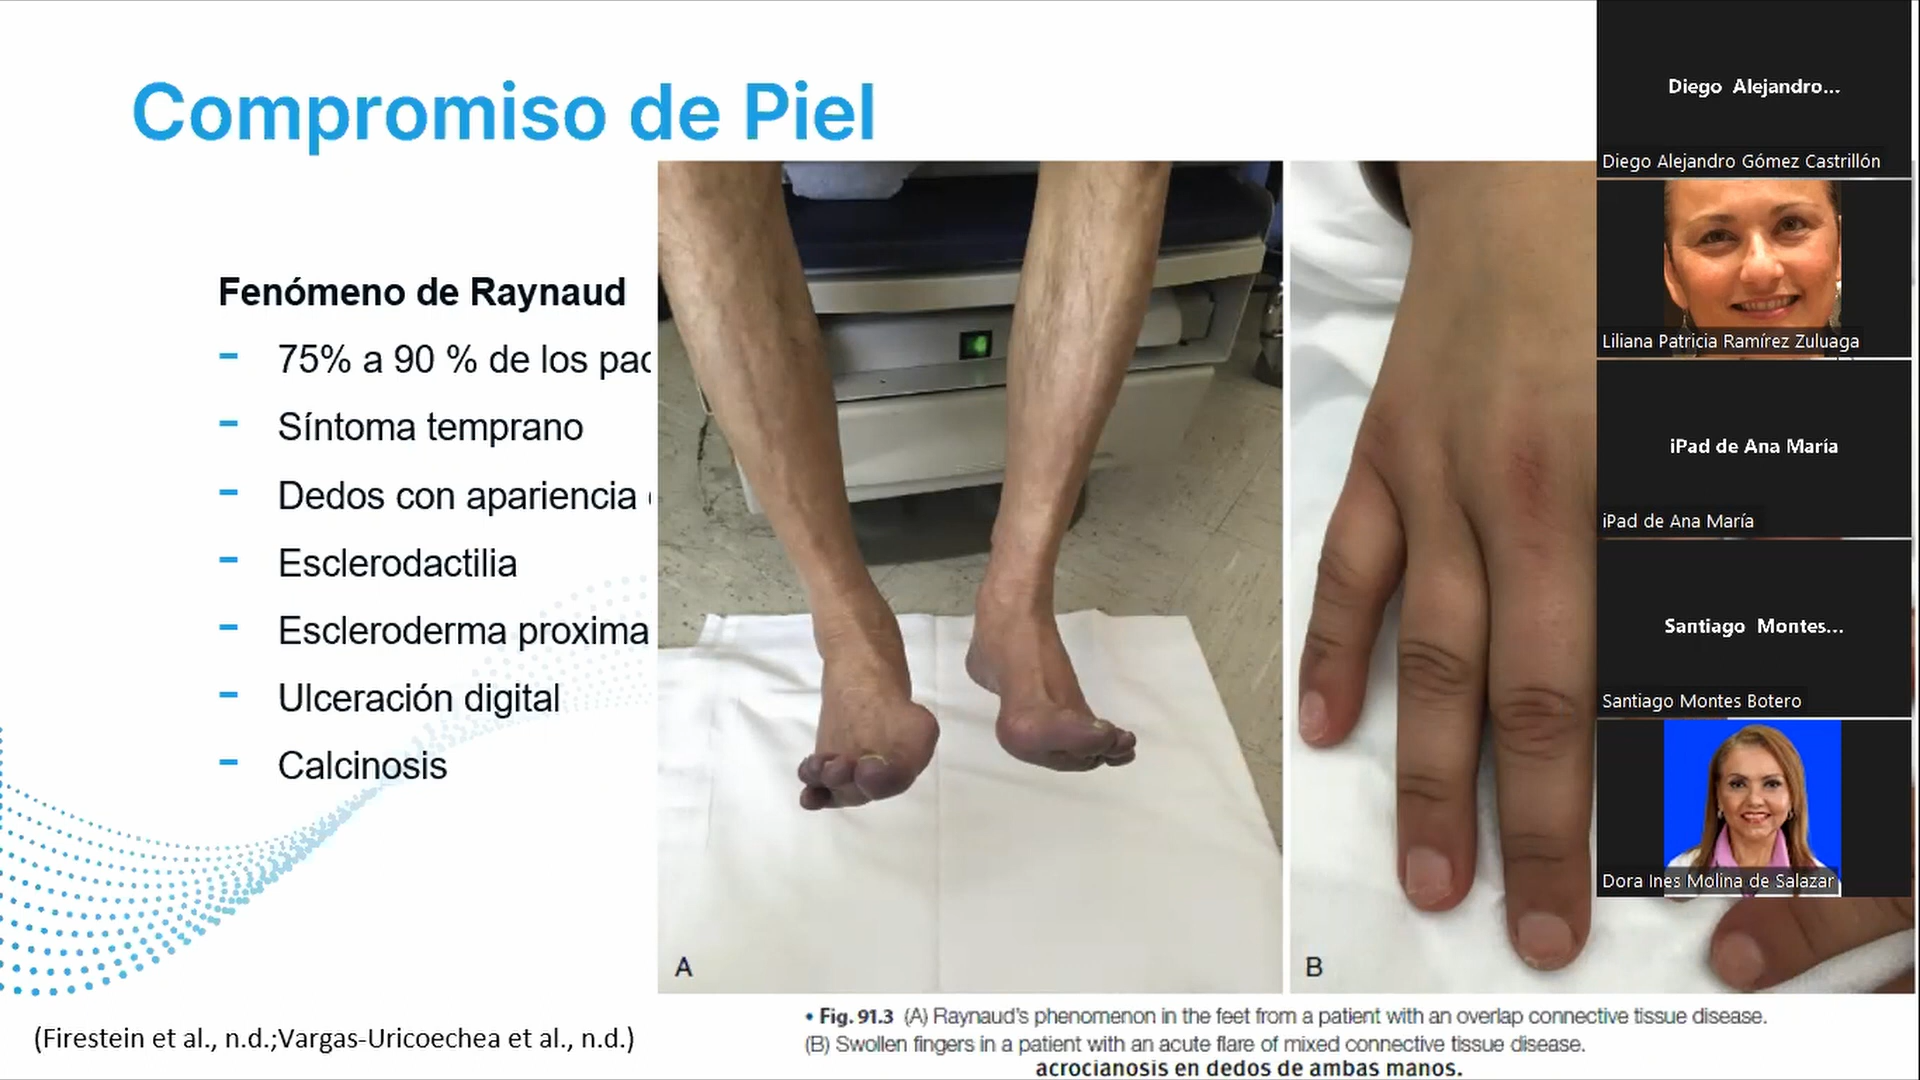 Compromiso de Piel
Fenómeno de Raynaud
- 75% a 90 % de los pac
- Síntoma temprano
- Dedos con apariencia
- Esclerodactilia
- Escleroderma proxima
- Ulceración digital
- Calcinosis
(Firestein et al., n.d.;Vargas-Uricoechea et al., n.d.)
A
B
• Fig. 91.3 (A) Raynaud's phenomenon in the feet from a patient with an overlap connective tissue disease.
(B) Swollen fingers in a patient with an acute flare of mixed connective tissue disease.
acrocianosis en dedos de ambas manos.
Diego Alejandro...
Diego Alejandro Gómez Castrillón
Liliana Patricia Ramírez Zuluaga
iPad de Ana María
iPad de Ana María
Santiago Montes...
Santiago Montes Botero
Dora Ines Molina de Salazar